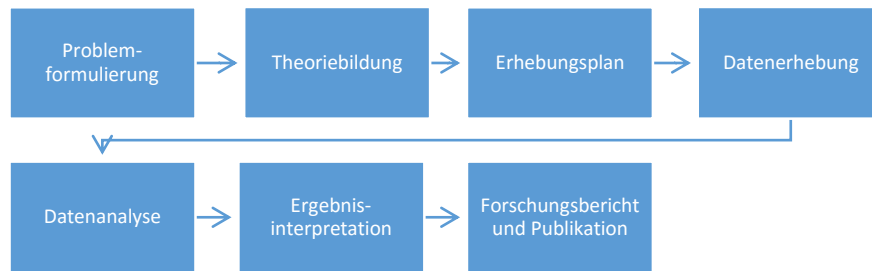 Problem-
formulierung
Theoriebildung
Erhebungsplan
Datenerhebung
Datenanalyse
Ergebnis-
interpretation
Forschungsbericht
und Publikation